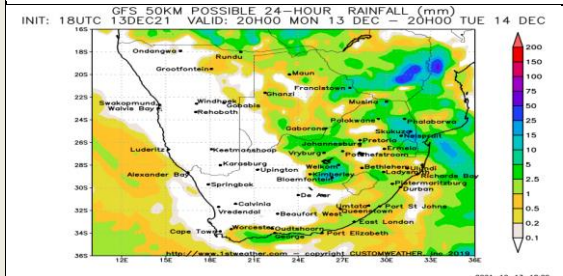 GFS 50KM POSSIBLE 24-HOUR RAINFALL (mm)
INIT: 18UTC 13DEC21 VALID: 20H00 MON 13 DEC - 20H00 TUE 14 DEC
16S
18S
20S
22S
24S
26S
28S
30S
32S
34S
36S
Ondangwa
Rundu
Grootfontein
Maun
Ghanzi
Francistown
Swakopmund
Walvis Bay
Windhoek
Gobabis
Rehoboth
Musina
Polokwane
Phalaborwa
Gaborone
Skukuza
Nelspruit
Pretoria
Johannesburg
Luderitz
Keetmanshoop
Vryburg
Potchefstroom
Ermelo
Karasburg
Upington
Welkom
Kimberley
Bethlehem
Ladysmith
Ulundi
Richards Bay
Alexander Bay
Springbok
Bloemfontein
Pietermaritzburg
Durban
De Aar
Calvinia
Vredendal
Beaufort West
Umtata
Port St Johns
Queenstown
East London
Cape Town
Worcester
Oudtshoorn
George
Port Elizabeth
http://www.1stweather.com - copyright CUSTOMWEATHER, Inc 2019
12E 15E 18E 21E 24E 27E 30E 33E 36E
200
150
100
75
50
25
15
10
5
2.5
1
0.5
0.2
0.1